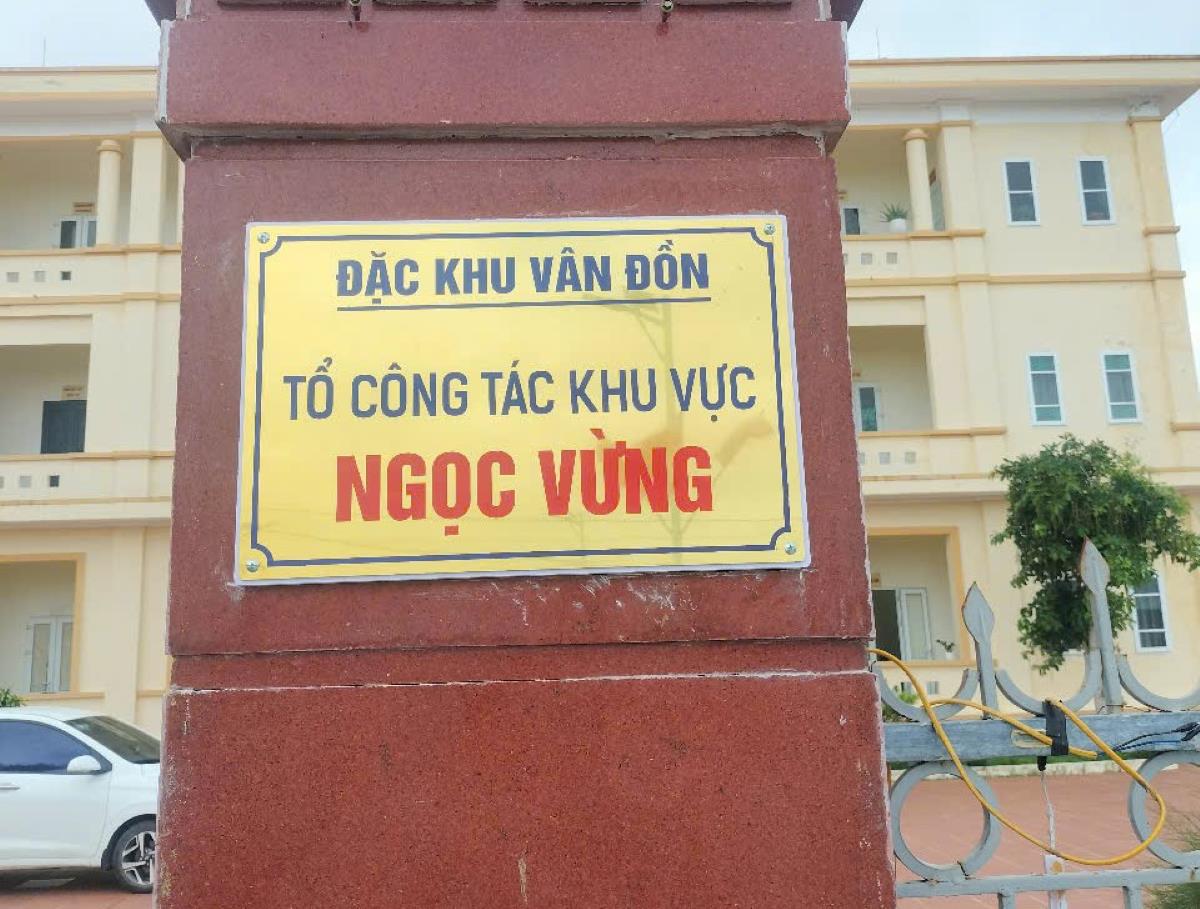 ĐẶC KHU VÂN ĐỒN
TỔ CÔNG TÁC KHU VỰC
NGỌC VỪNG